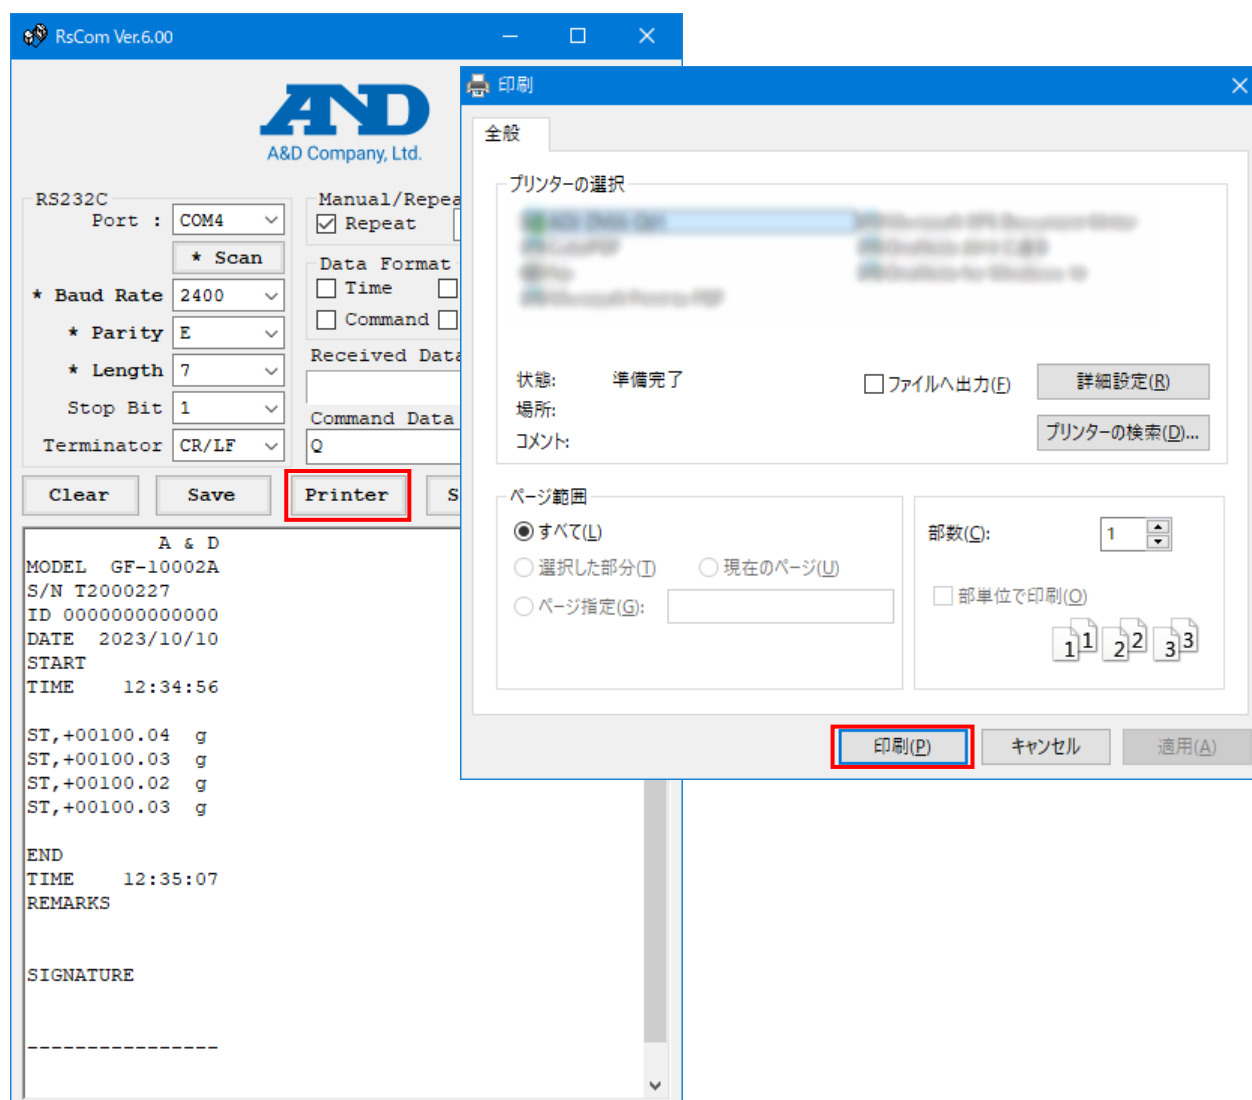 RsCom Ver.6.00
AND
A&D Company, Ltd.
RS232C
Port :
COM4
* Scan
* Baud Rate
2400
* Parity
E
* Length
7
Stop Bit
1
Terminator
CR/LF
Manual/Repea
Repeat
Data Format
Time
Command
Received Data
Command Data
Q
Clear
Save
Printer
S
A & D
MODEL GF-10002A
S/N T2000227
ID 0000000000000
DATE 2023/10/10
START
TIME 12:34:56
ST,+00100.04 g
ST,+00100.03 g
ST,+00100.02 g
ST,+00100.03 g
END
TIME 12:35:07
REMARKS
SIGNATURE
----------------
印刷
全般
プリンターの選択
状態: 準備完了
場所:
コメント:
ファイルへ出力(F)
詳細設定(R)
プリンターの検索(D)...
ページ範囲
すべて(L)
選択した部分(T)
現在のページ(U)
ページ指定(G):
部数(C):
1
部単位で印刷(O)
1 1 2 2 3 3
印刷(P)
キャンセル
適用(A)